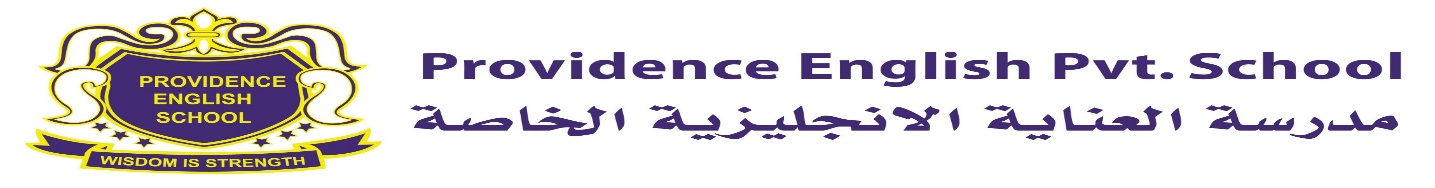 PROVIDENCE
ENGLISH
SCHOOL
WISDOM IS STRENGTH
Providence English Pvt. School
مدرسة العناية الانجليزية الخاصة